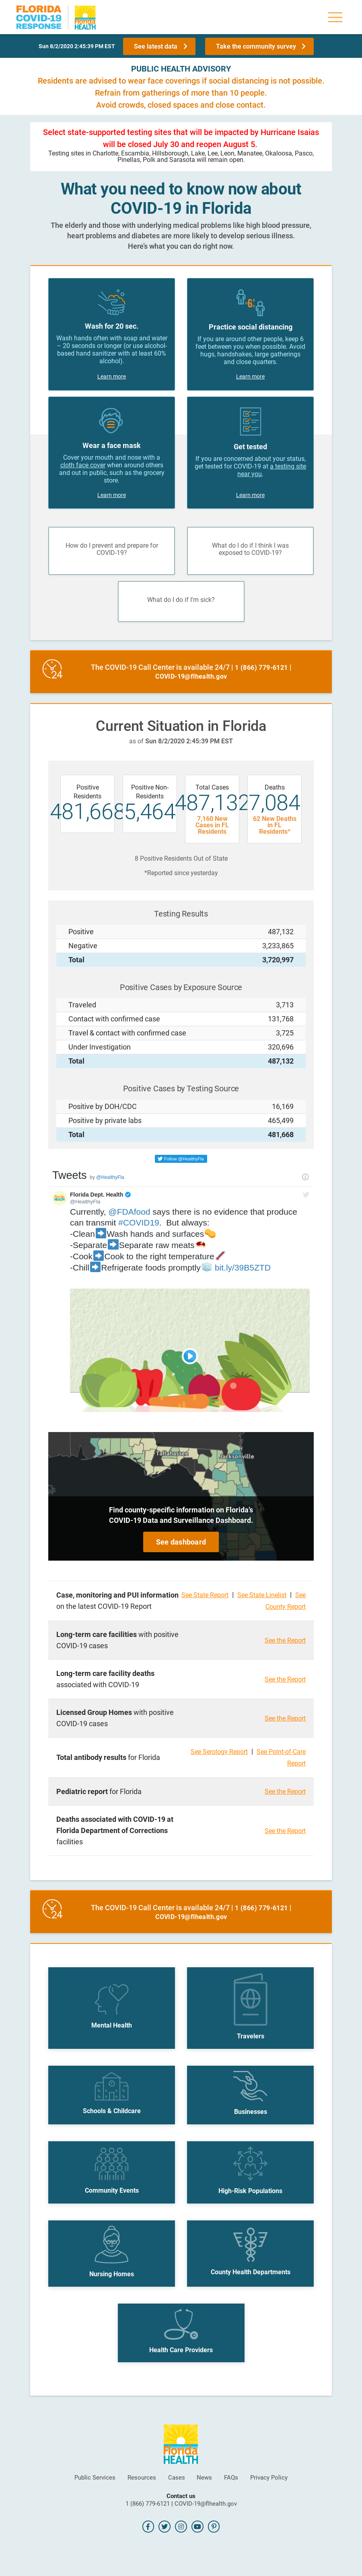 FLORIDA
COVID-19
RESPONSE
Florida
HEALTH
Sun 8/2/2020 2:45:39 PM EST
See latest data
Take the community survey
PUBLIC HEALTH ADVISORY
Residents are advised to wear face coverings if social distancing is not possible.
Refrain from gatherings of more than 10 people.
Avoid crowds, closed spaces and close contact.
Select state-supported testing sites that will be impacted by Hurricane Isaias
will be closed July 30 and reopen August 5.
Testing sites in Charlotte, Escambia, Hillsborough, Lake, Lee, Leon, Manatee, Okaloosa, Pasco,
Pinellas, Polk and Sarasota will remain open.
What you need to know now about
COVID-19 in Florida
The elderly and those with underlying medical problems like high blood pressure,
heart problems and diabetes are more likely to develop serious illness.
Here's what you can do right now.
Wash for 20 sec.
Wash hands often with soap and water
– 20 seconds or longer (or use alcohol-
based hand sanitizer with at least 60%
alcohol).
Learn more
6'
Practice social distancing
If you are around other people, keep 6
feet between you when possible. Avoid
hugs, handshakes, large gatherings
and close quarters.
Learn more
Wear a face mask
Cover your mouth and nose with a
cloth face cover when around others
and out in public, such as the grocery
store.
Learn more
Get tested
If you are concerned about your status,
get tested for COVID-19 at a testing site
near you.
Learn more
How do I prevent and prepare for
COVID-19?
What do I do if I think I was
exposed to COVID-19?
What do I do if I'm sick?
24
The COVID-19 Call Center is available 24/7 | 1 (866) 779-6121 |
COVID-19@flhealth.gov
Current Situation in Florida
as of Sun 8/2/2020 2:45:39 PM EST
Positive
Residents
481,668
Positive Non-
Residents
5,464
Total Cases
487,132
7,160 New
Cases in FL
Residents
Deaths
7,084
62 New Deaths
in FL
Residents*
8 Positive Residents Out of State
*Reported since yesterday
Testing Results
Positive 487,132
Negative 3,233,865
Total 3,720,997
Positive Cases by Exposure Source
Traveled 3,713
Contact with confirmed case 131,768
Travel & contact with confirmed case 3,725
Under Investigation 320,696
Total 487,132
Positive Cases by Testing Source
Positive by DOH/CDC 16,169
Positive by private labs 465,499
Total 481,668
Follow @HealthyFla
Tweets by @HealthyFla
Florida Dept. Health
@HealthyFla
Currently, @FDAfood says there is no evidence that produce
can transmit #COVID19. But always:
-Clean➡️Wash hands and surfaces
-Separate➡️Separate raw meats
-Cook➡️Cook to the right temperature
-Chill➡️Refrigerate foods promptly bit.ly/39B5ZTD
Tallahassee
Jacksonville
Find county-specific information on Florida's
COVID-19 Data and Surveillance Dashboard.
See dashboard
Case, monitoring and PUI information
on the latest COVID-19 Report
See State Report | See State Linelist | See
County Report
Long-term care facilities with positive
COVID-19 cases
See the Report
Long-term care facility deaths
associated with COVID-19
See the Report
Licensed Group Homes with positive
COVID-19 cases
See the Report
Total antibody results for Florida
See Serology Report | See Point-of-Care
Report
Pediatric report for Florida
See the Report
Deaths associated with COVID-19 at
Florida Department of Corrections
facilities
See the Report
24
The COVID-19 Call Center is available 24/7 | 1 (866) 779-6121 |
COVID-19@flhealth.gov
Mental Health
Travelers
Schools & Childcare
Businesses
Community Events
High-Risk Populations
Nursing Homes
County Health Departments
Health Care Providers
Florida
HEALTH
Public Services
Resources
Cases
News
FAQs
Privacy Policy
Contact us
1 (866) 779-6121 | COVID-19@flhealth.gov